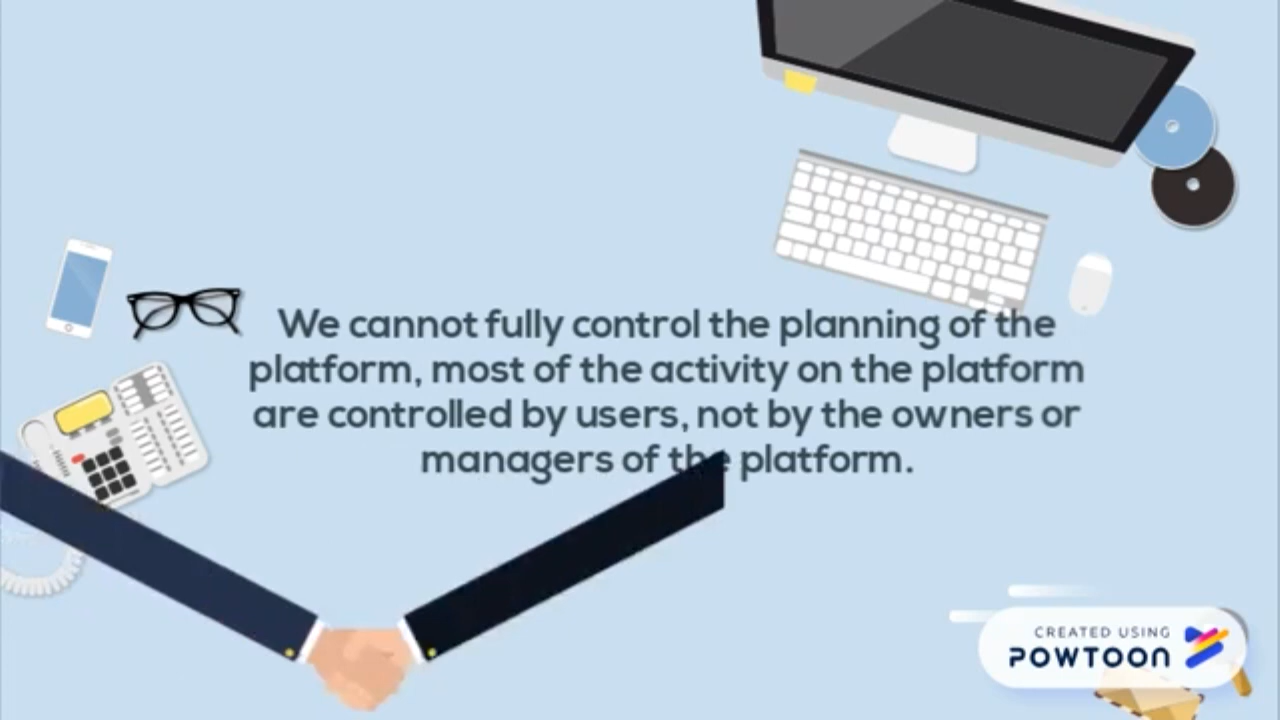 We cannot fully control the planning of the
platform, most of the activity on the platform
are controlled by users, not by the owners or
managers of the platform.
CREATED USING
POWTOON